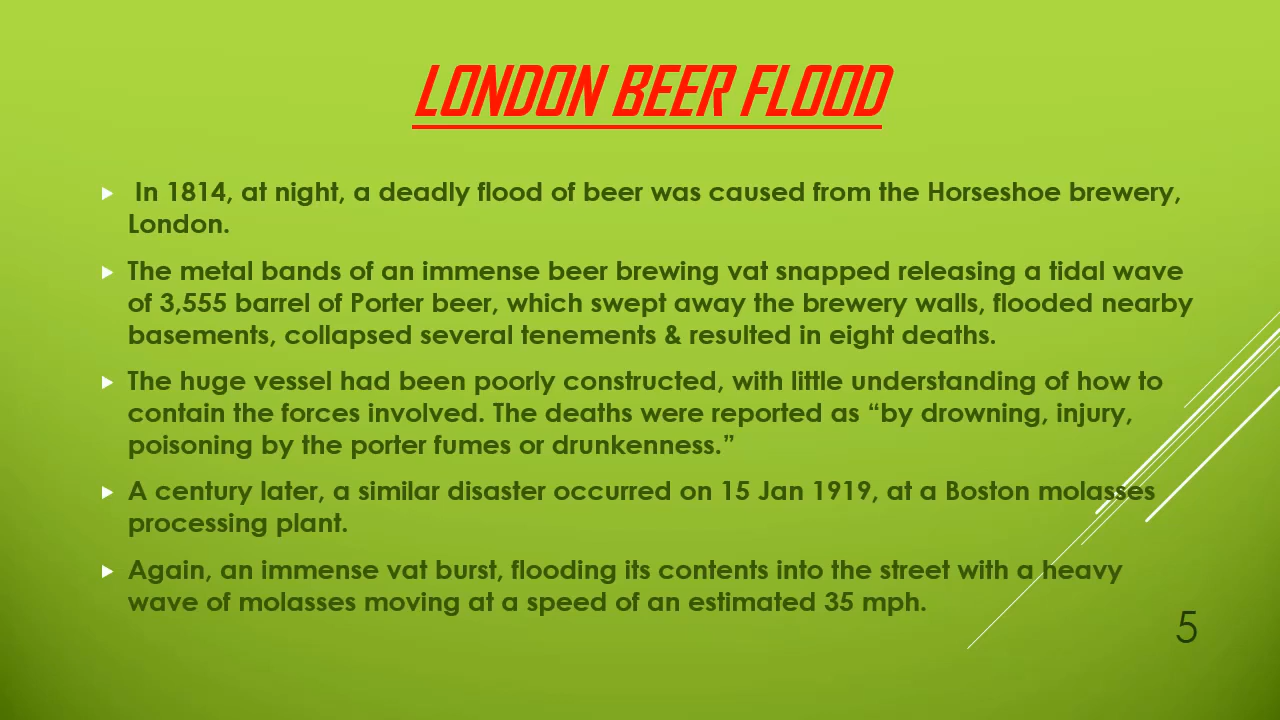 LONDON BEER FLOOD
In 1814, at night, a deadly flood of beer was caused from the Horseshoe brewery,
London.
The metal bands of an immense beer brewing vat snapped releasing a tidal wave
of 3,555 barrel of Porter beer, which swept away the brewery walls, flooded nearby
basements, collapsed several tenements & resulted in eight deaths.
The huge vessel had been poorly constructed, with little understanding of how to
contain the forces involved. The deaths were reported as “by drowning, injury,
poisoning by the porter fumes or drunkenness.”
A century later, a similar disaster occurred on 15 Jan 1919, at a Boston molasses
processing plant.
Again, an immense vat burst, flooding its contents into the street with a heavy
wave of molasses moving at a speed of an estimated 35 mph.
5